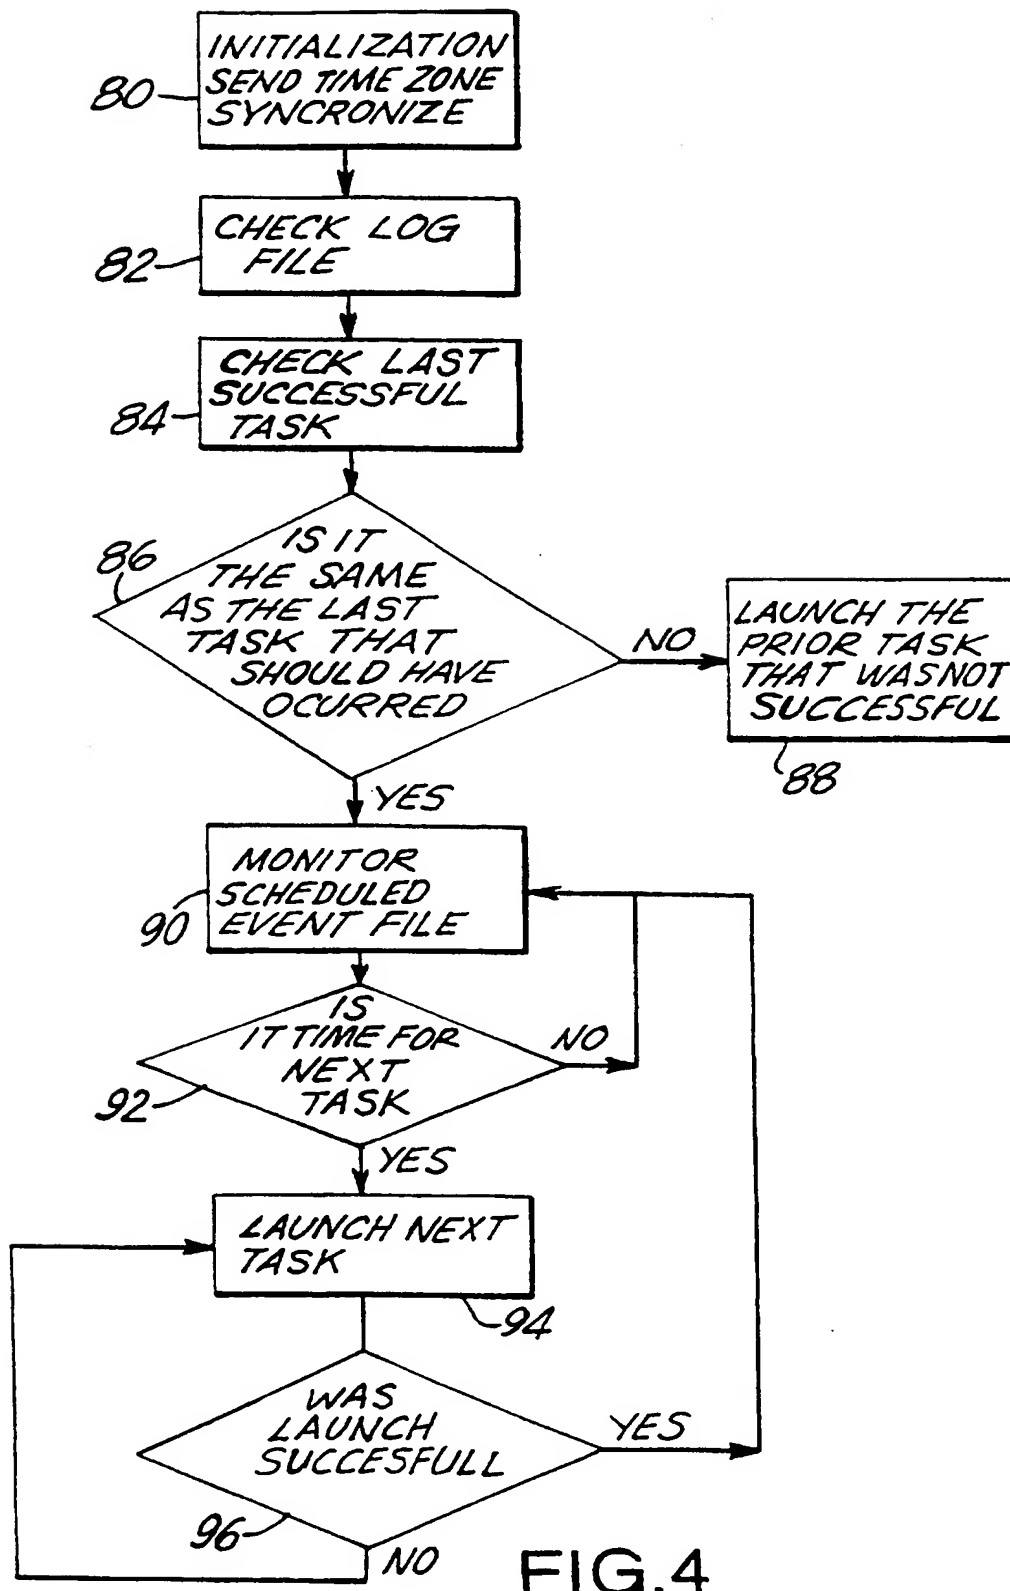 INITIALIZATION
SEND TIME ZONE
SYNCRONIZE
80
CHECK LOG
FILE
82
CHECK LAST
SUCCESSFUL
TASK
84
IS IT
THE SAME
AS THE LAST
TASK THAT
SHOULD HAVE
OCURRED
86
NO
LAUNCH THE
PRIOR TASK
THAT WAS NOT
SUCCESSFUL
88
YES
MONITOR
SCHEDULED
EVENT FILE
90
IS
IT TIME FOR
NEXT
TASK
92
NO
YES
LAUNCH NEXT
TASK
94
WAS
LAUNCH
SUCCESFULL
96
YES
NO
FIG.4